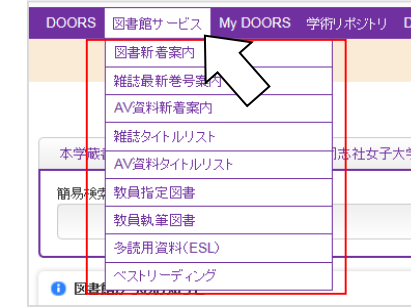 DOORS 図書館サービス My DOORS 学術リポジトリ
図書新着案内
雑誌最新巻号案内
AV資料新着案内
雑誌タイトルリスト
AV資料タイトルリスト
教員指定図書
教員執筆図書
多読用資料(ESL)
ベストリーディング
本学蔵
同志社女子大学
簡易検索